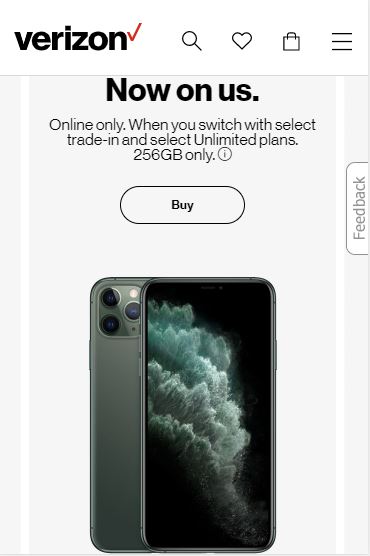 verizon
Now on us.
Online only. When you switch with select
trade-in and select Unlimited plans.
256GB only.
Buy
Feedback